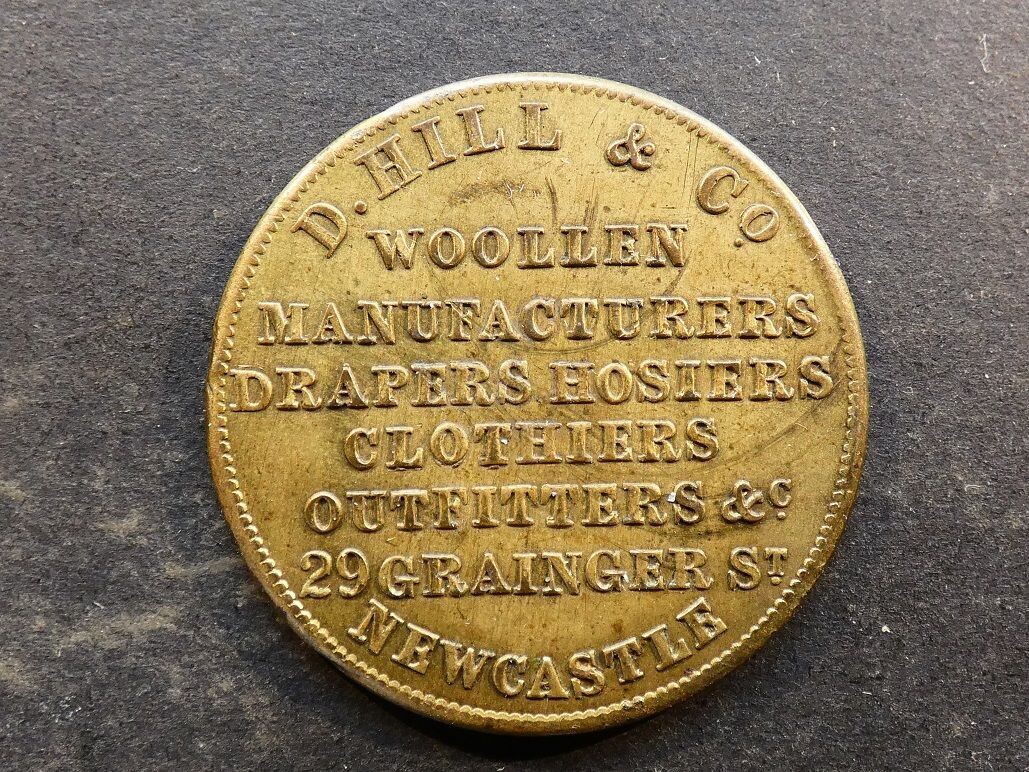 D. HILL & Co.
WOOLLEN
MANUFACTURERS
DRAPERS HOSIERS
CLOTHIERS
OUTFITTERS &c.
29 GRAINGER ST.
NEWCASTLE